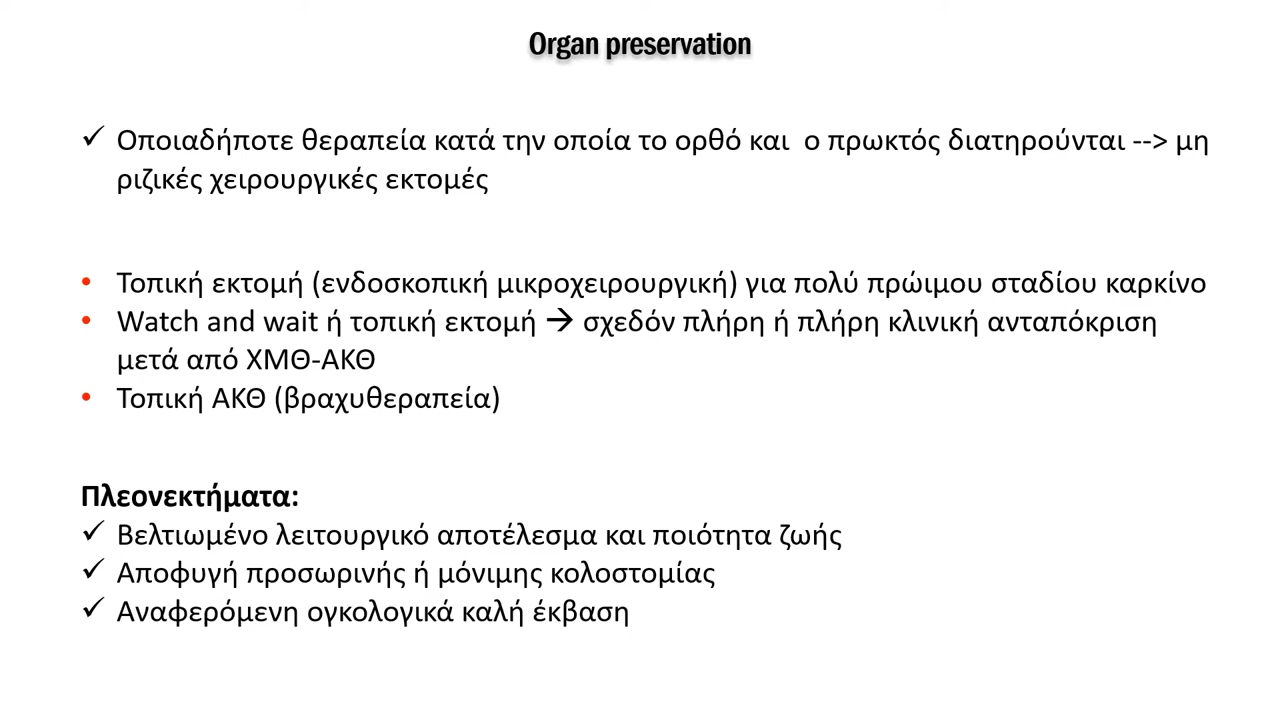 Organ preservation
✓ Οποιαδήποτε θεραπεία κατά την οποία το ορθό και ο πρωκτός διατηρούνται --> μη
ριζικές χειρουργικές εκτομές
• Τοπική εκτομή (ενδοσκοπική μικροχειρουργική) για πολύ πρώιμου σταδίου καρκίνο
• Watch and wait ή τοπική εκτομή → σχεδόν πλήρη ή πλήρη κλινική ανταπόκριση
μετά από ΧΜΘ-ΑΚΘ
• Τοπική ΑΚΘ (βραχυθεραπεία)
Πλεονεκτήματα:
✓ Βελτιωμένο λειτουργικό αποτέλεσμα και ποιότητα ζωής
✓ Αποφυγή προσωρινής ή μόνιμης κολοστομίας
✓ Αναφερόμενη ογκολογικά καλή έκβαση